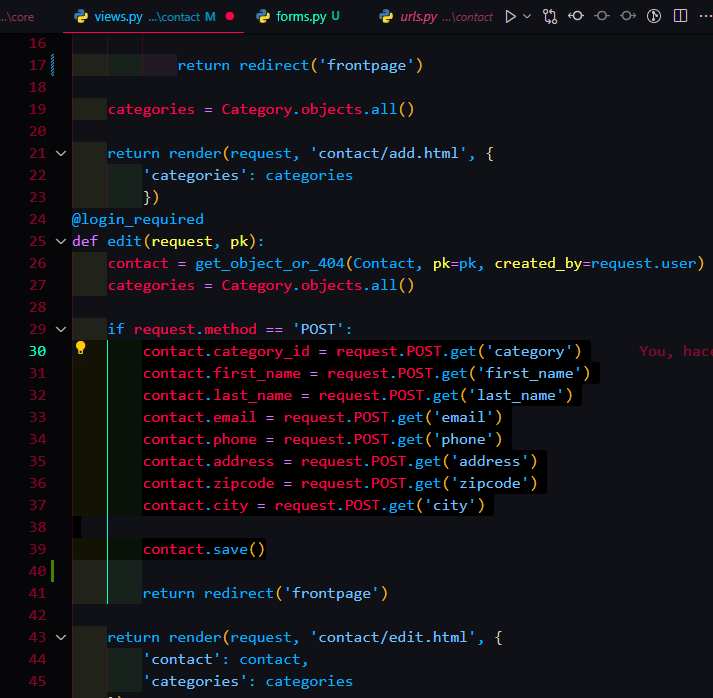 ...\core views.py ...\contact M forms.py U urls.py ...\contact
16
17 return redirect('frontpage')
18
19 categories = Category.objects.all()
20
21 return render(request, 'contact/add.html', {
22 'categories': categories
23 })
24 @login_required
25 def edit(request, pk):
26 contact = get_object_or_404(Contact, pk=pk, created_by=request.user)
27 categories = Category.objects.all()
28
29 if request.method == 'POST':
30 contact.category_id = request.POST.get('category') You, hace
31 contact.first_name = request.POST.get('first_name')
32 contact.last_name = request.POST.get('last_name')
33 contact.email = request.POST.get('email')
34 contact.phone = request.POST.get('phone')
35 contact.address = request.POST.get('address')
36 contact.zipcode = request.POST.get('zipcode')
37 contact.city = request.POST.get('city')
38
39 contact.save()
40
41 return redirect('frontpage')
42
43 return render(request, 'contact/edit.html', {
44 'contact': contact,
45 'categories': categories